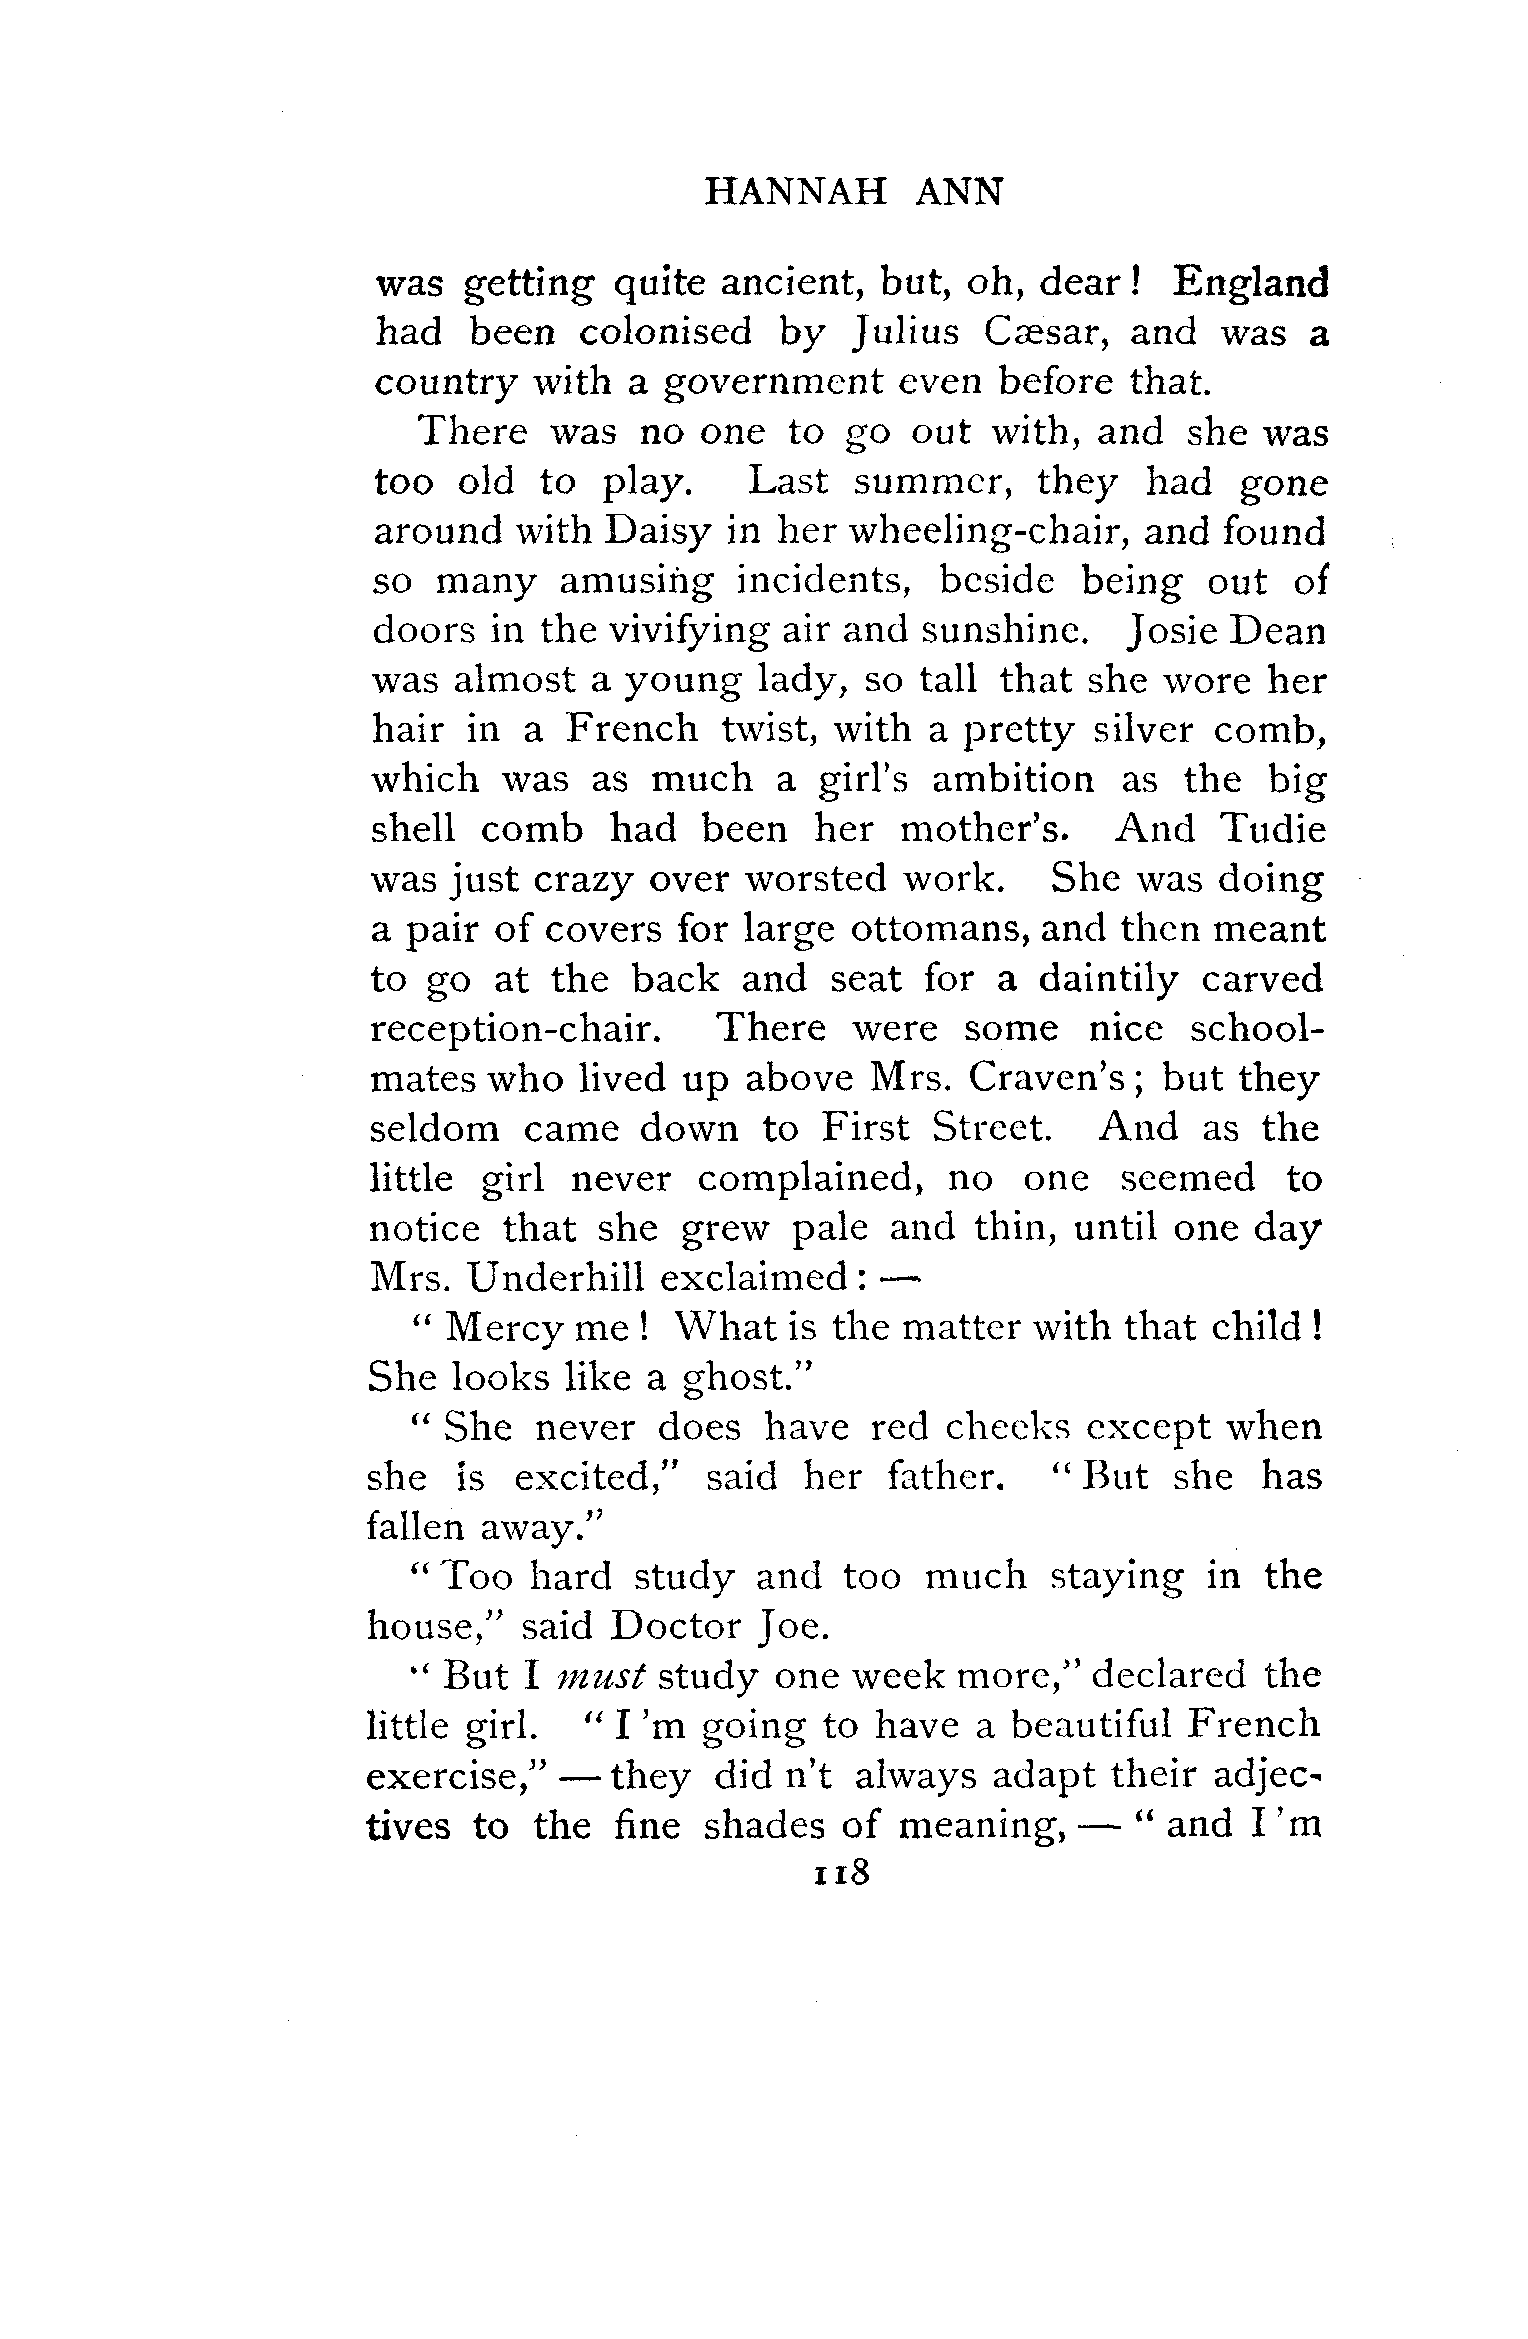 HANNAH ANN
was getting quite ancient, but, oh, dear! England
had been colonised by Julius Cæsar, and was a
country with a government even before that.
There was no one to go out with, and she was
too old to play. Last summer, they had gone
around with Daisy in her wheeling-chair, and found
so many amusing incidents, beside being out of
doors in the vivifying air and sunshine. Josie Dean
was almost a young lady, so tall that she wore her
hair in a French twist, with a pretty silver comb,
which was as much a girl's ambition as the big
shell comb had been her mother's. And Tudie
was just crazy over worsted work. She was doing
a pair of covers for large ottomans, and then meant
to go at the back and seat for a daintily carved
reception-chair. There were some nice school-
mates who lived up above Mrs. Craven's; but they
seldom came down to First Street. And as the
little girl never complained, no one seemed to
notice that she grew pale and thin, until one day
Mrs. Underhill exclaimed: —
"Mercy me! What is the matter with that child!
She looks like a ghost."
"She never does have red cheeks except when
she is excited," said her father. "But she has
fallen away."
"Too hard study and too much staying in the
house," said Doctor Joe.
"But I must study one week more," declared the
little girl. "I'm going to have a beautiful French
exercise," — they did n't always adapt their adjec-
tives to the fine shades of meaning, — "and I'm
118